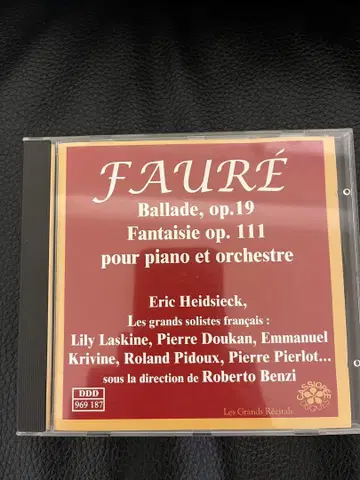 FAURÉ
Ballade, op.19
Fantaisie op. 111
pour piano et orchestre
Eric Heidsieck,
Les grands solistes français :
Lily Laskine, Pierre Doukan, Emmanuel
Krivine, Roland Pidoux, Pierre Pierlot...
sous la direction de Roberto Benzi
DDD
969 187
CASSIOPÉE
DISQUES
Les Grands Récitals